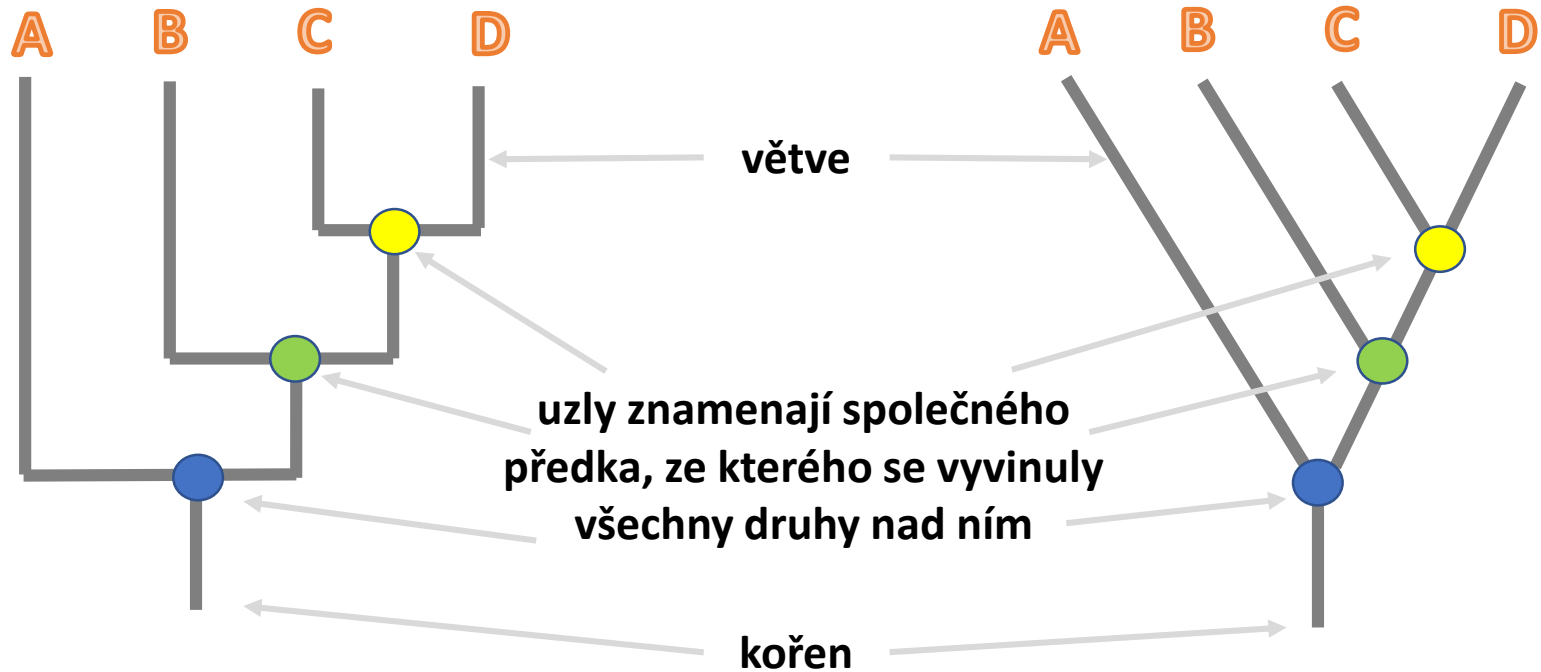 A B C D A B C D
větve
uzly znamenají společného
předka, ze kterého se vyvinuly
všechny druhy nad ním
kořen